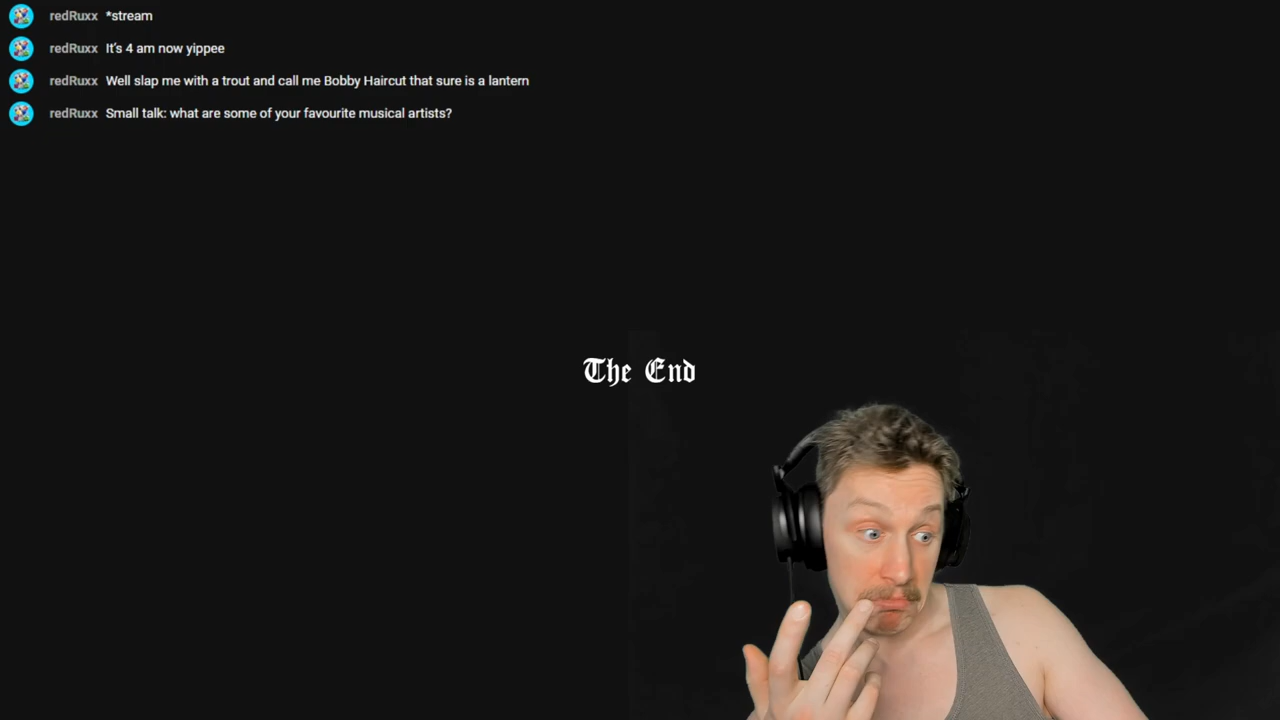 redRuxx *stream
redRuxx It's 4 am now yippee
redRuxx Well slap me with a trout and call me Bobby Haircut that sure is a lantern
redRuxx Small talk: what are some of your favourite musical artists?
The End